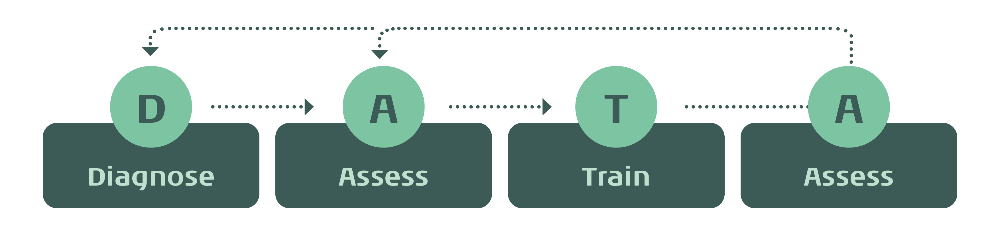 D
Diagnose
A
Assess
T
Train
A
Assess